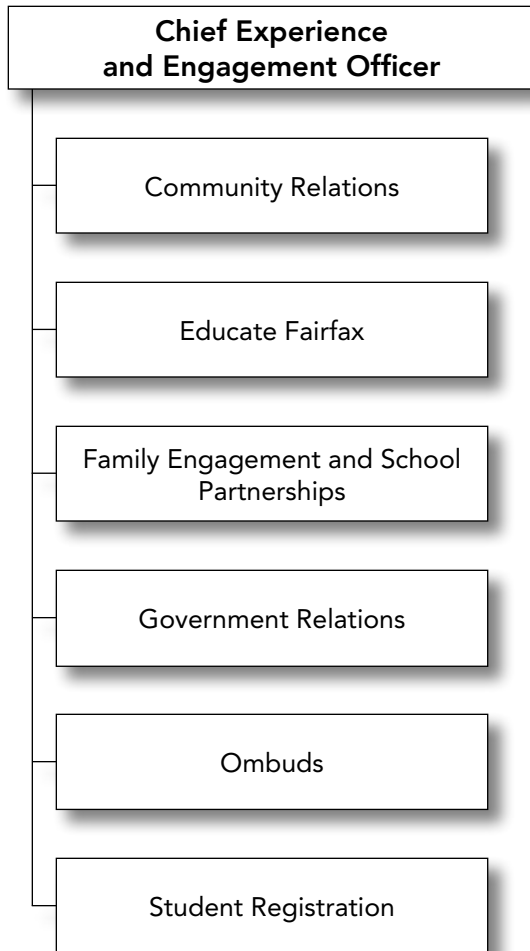 Chief Experience
and Engagement Officer
Community Relations
Educate Fairfax
Family Engagement and School
Partnerships
Government Relations
Ombuds
Student Registration